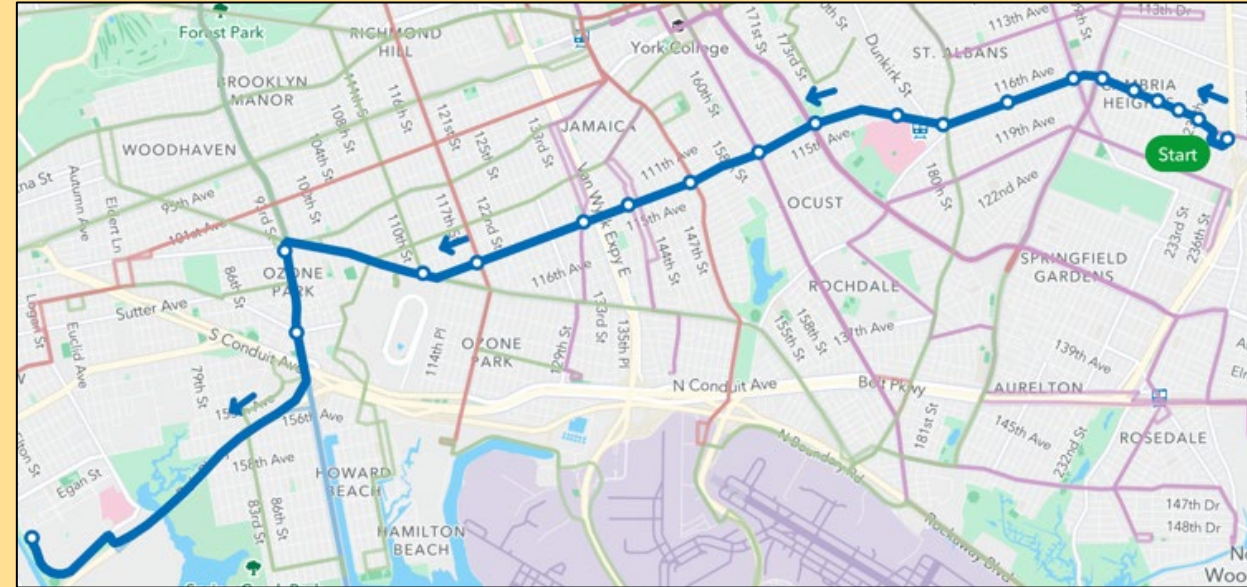 Forest Park
RICHMOND
HILL
York College
171st St
173rd St
Dunkirk St
ST. ALBANS
113th Ave
113th Dr
BROOKLYN
MANOR
108th St
104th St
100th St
116th St
121st St
125th St
133rd St
JAMAICA
160th St
116th Ave
119th Ave
HEIGHTS
WOODHAVEN
95th Ave
101st Ave
93rd St
110th St
117th St
122nd St
111th Ave
115th Ave
115th Ave
Van Wyck Expy E
180th St
122nd Ave
Start
Autumn Ave
Eldert Ln
86th St
OZONE
PARK
116th Ave
144th St
147th St
OCUST
ROCHDALE
SPRINGFIELD
GARDENS
233rd St
236th St
Logan St
Euclid Ave
Sutter Ave
S Conduit Ave
79th St
114th Pl
OZONE
PARK
129th St
133rd St
135th Pl
155th St
158th St
137th Ave
139th Ave
N Conduit Ave
Belt Pkwy
AURELTON
156th Ave
158th Ave
181st St
145th Ave
232nd St
ROSEDALE
Elton St
Egan St
HOWARD
BEACH
83rd St
86th St
HAMILTON
BEACH
N Boundary Rd
Rockaway Blvd
147th Dr
148th Dr